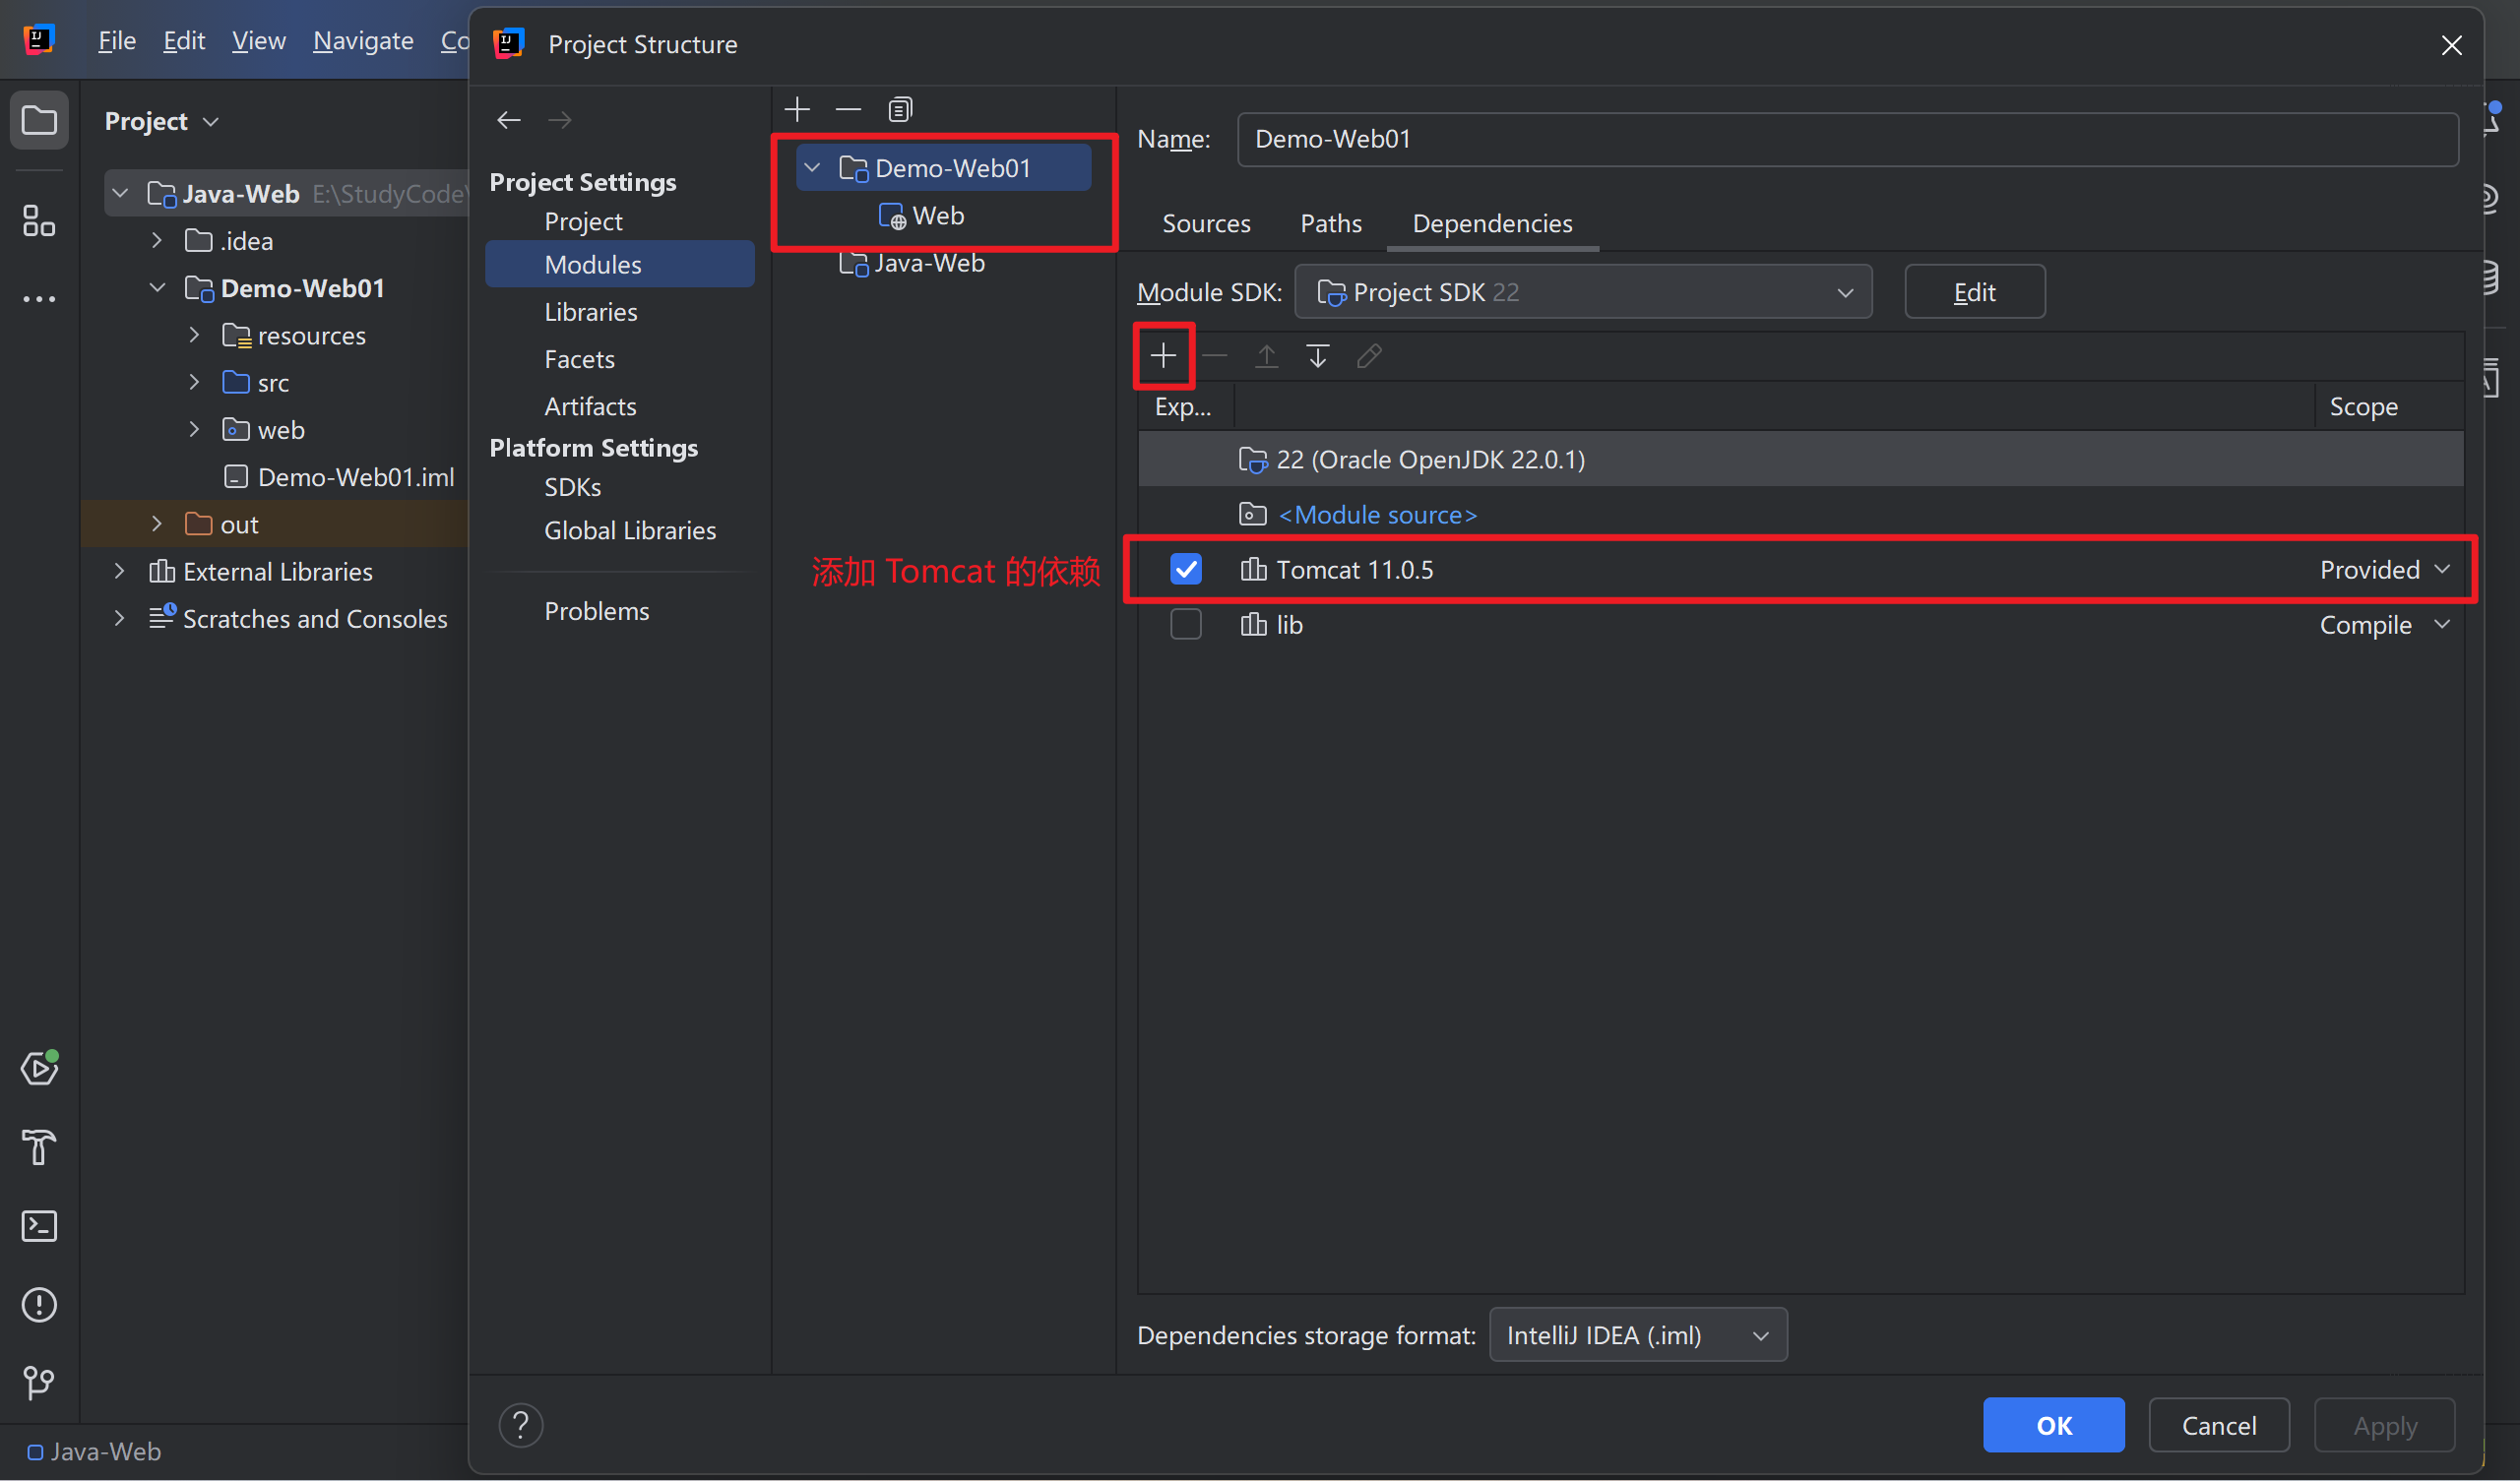 File Edit View Navigate Co
Project Structure
Project
Java-Web E:\StudyCode\
.idea
Demo-Web01
resources
src
web
Demo-Web01.iml
out
External Libraries
Scratches and Consoles
Java-Web
Project Settings
Project
Modules
Libraries
Facets
Artifacts
Platform Settings
SDKs
Global Libraries
Problems
Demo-Web01
Web
Java-Web
添加 Tomcat 的依赖
Name: Demo-Web01
Sources Paths Dependencies
Module SDK: Project SDK 22 Edit
Exp... Scope
22 (Oracle OpenJDK 22.0.1)
<Module source>
Tomcat 11.0.5 Provided
lib Compile
Dependencies storage format: IntelliJ IDEA (.iml)
? OK Cancel Apply